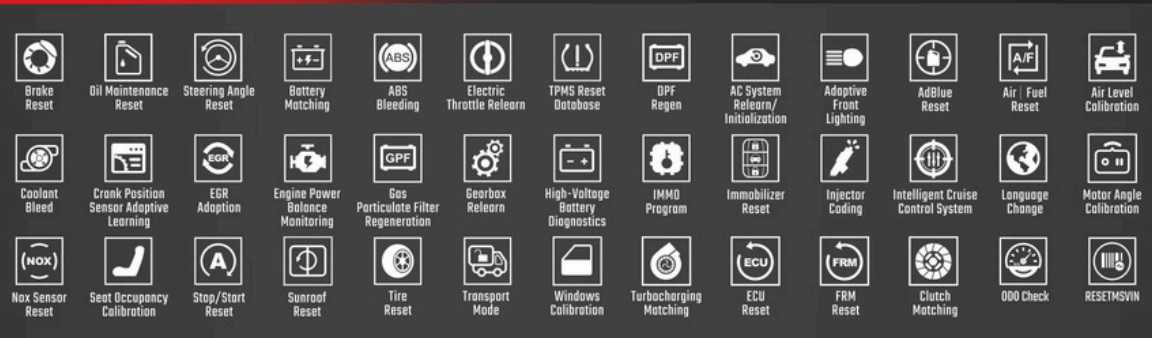 Brake
Reset
Oil Maintenance
Reset
Steering Angle
Reset
Battery
Matching
ABS
ABS
Bleeding
Electric
Throttle Relearn
TPMS Reset
Database
DPF
DPF
Regen
AC System
Relearn/
Initialization
Adaptive
Front
Lighting
AdBlue
Reset
A/F
Air | Fuel
Reset
Air Level
Calibration
Coolant
Bleed
Crank Position
Sensor Adaptive
Learning
EGR
EGR
Adaption
Engine Power
Balance
Monitoring
GPF
Gas
Particulate Filter
Regeneration
Gearbox
Relearn
High-Voltage
Battery
Diagnostics
IMMO
Program
Immobilizer
Reset
Injector
Coding
Intelligent Cruise
Control System
Language
Change
Motor Angle
Calibration
NOX
Nox Sensor
Reset
Seat Occupancy
Calibration
A
Stop/Start
Reset
Sunroof
Reset
Tire
Reset
Transport
Mode
Windows
Calibration
Turbocharging
Matching
ECU
ECU
Reset
FRM
FRM
Reset
Clutch
Matching
ODO Check
RESETMSVIN